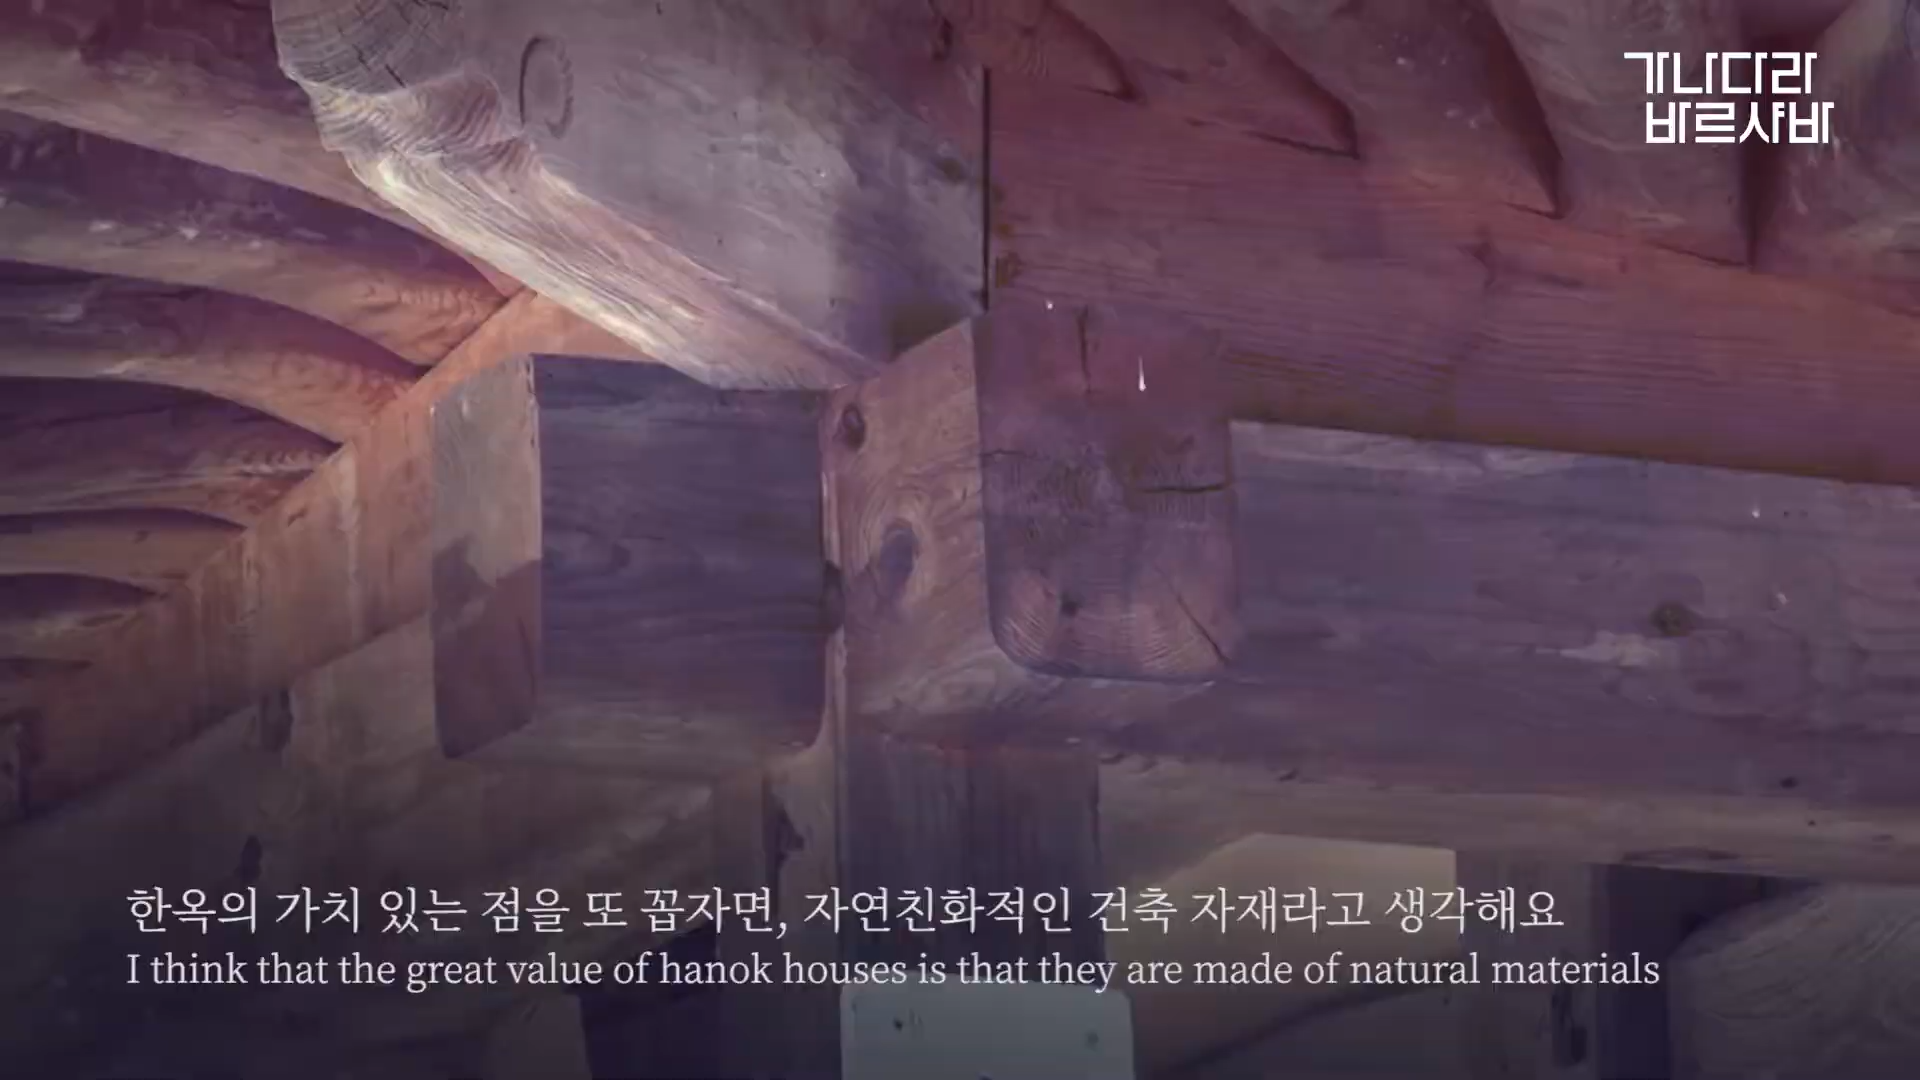 가나다라
바르샤바
한옥의 가치 있는 점을 또 꼽자면, 자연친화적인 건축 자재라고 생각해요
I think that the great value of hanok houses is that they are made of natural materials